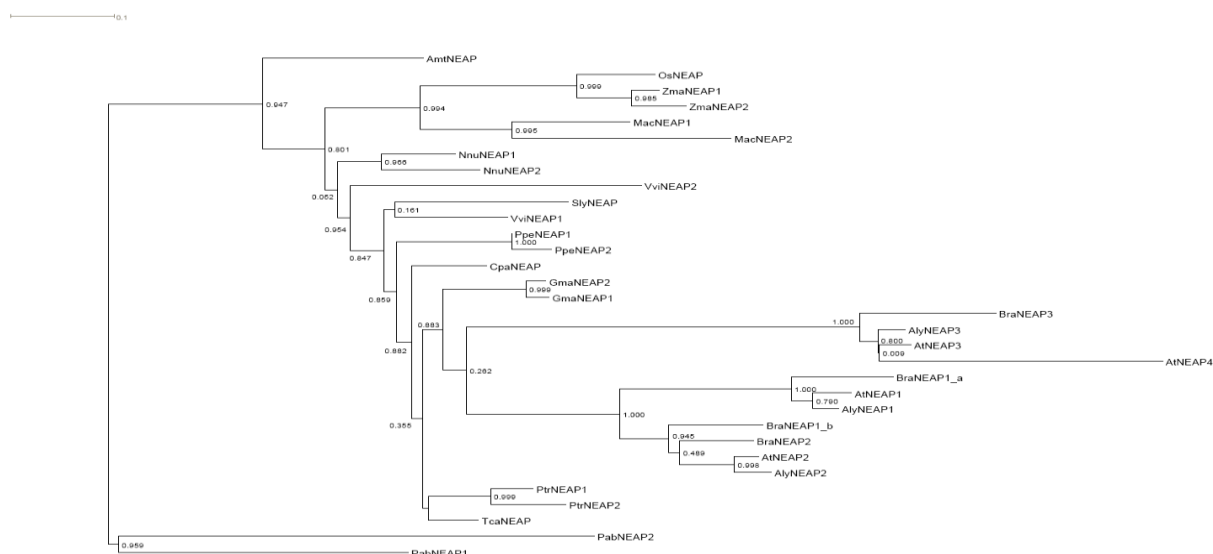 0.1
AmtNEAP
OsNEAP
0.999
ZmaNEAP1
0.985
ZmaNEAP2
0.947
0.994
MacNEAP1
0.995
MacNEAP2
0.801
NnuNEAP1
0.966
NnuNEAP2
VviNEAP2
0.052
SlyNEAP
0.161
VviNEAP1
0.954
PpeNEAP1
1.000
PpeNEAP2
0.847
CpaNEAP
GmaNEAP2
0.999
GmaNEAP1
0.859
BraNEAP3
1.000
0.883
AlyNEAP3
0.800
AtNEAP3
0.009
0.882
AtNEAP4
0.262
BraNEAP1_a
1.000
AtNEAP1
0.790
AlyNEAP1
1.000
BraNEAP1_b
0.945
BraNEAP2
0.355
0.489
AtNEAP2
0.998
AlyNEAP2
PtrNEAP1
0.999
PtrNEAP2
TcaNEAP
PabNEAP2
0.959
PabNEAP1